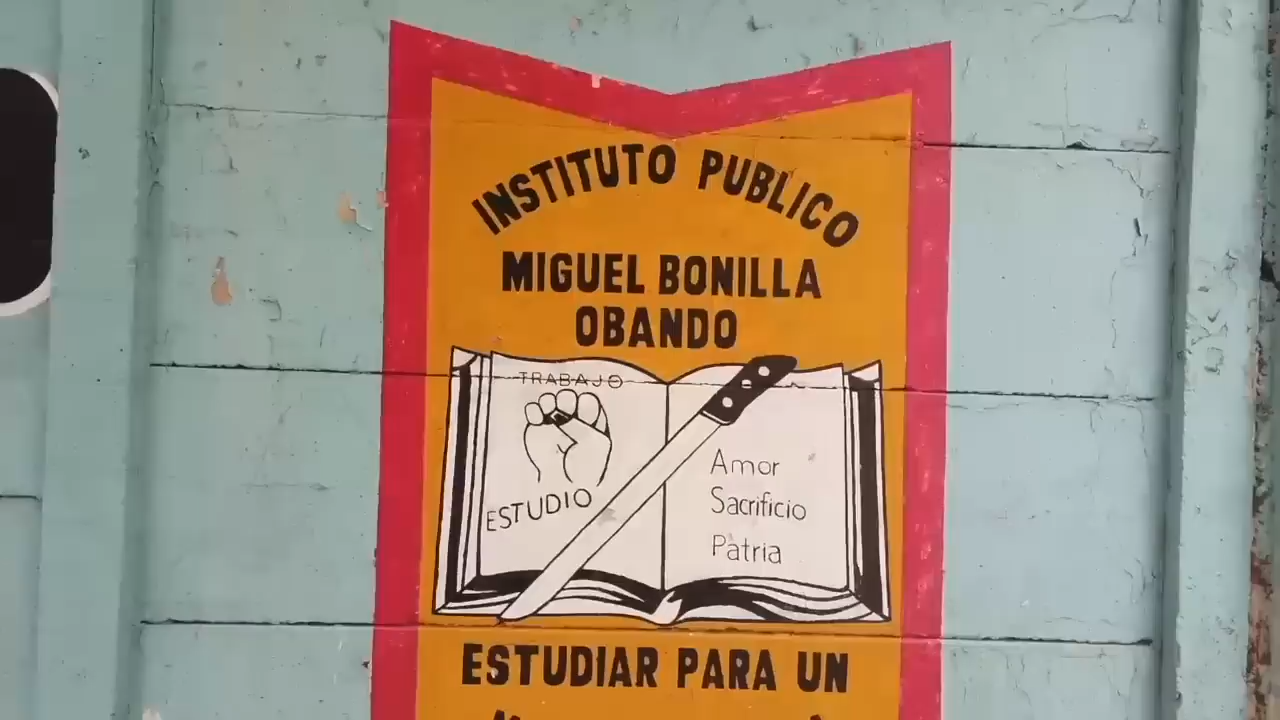 INSTITUTO PUBLICO
MIGUEL BONILLA
OBANDO
TRABAJO
ESTUDIO
Amor
Sacrificio
Patria
ESTUDIAR PARA UN